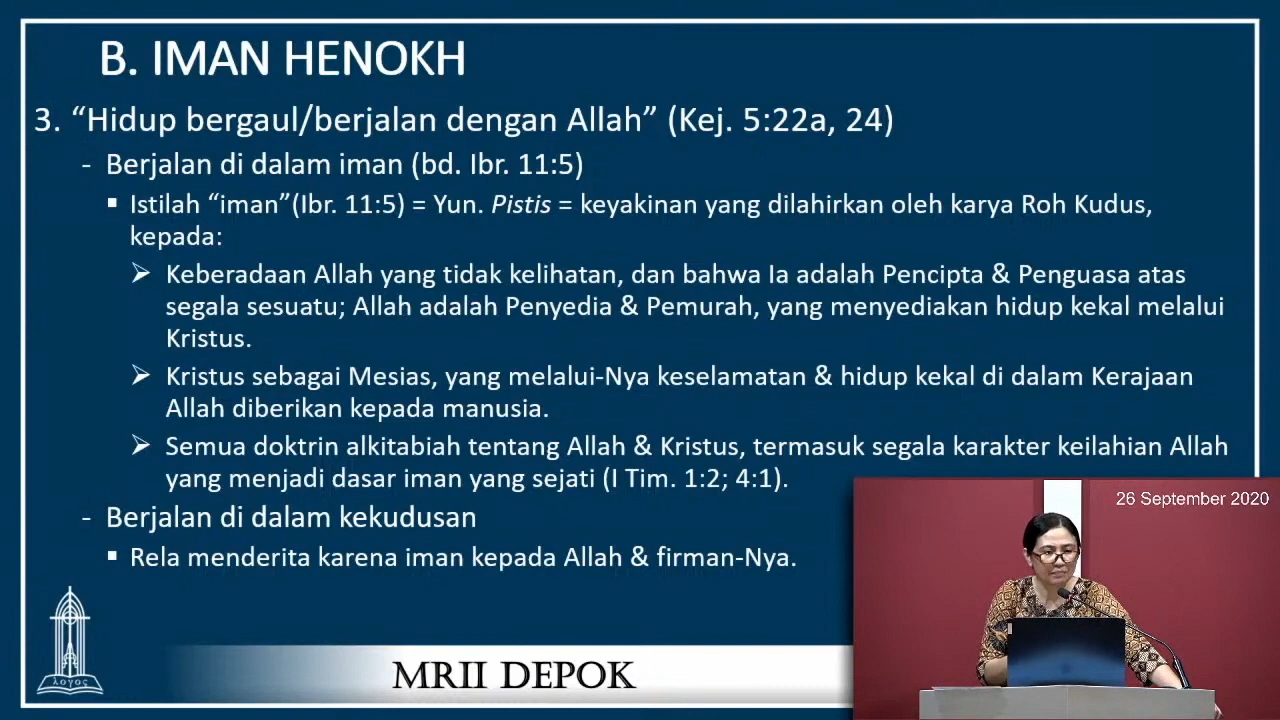 B. IMAN HENOKH
3. “Hidup bergaul/berjalan dengan Allah” (Kej. 5:22a, 24)
- Berjalan di dalam iman (bd. Ibr. 11:5)
▪ Istilah “iman”(Ibr. 11:5) = Yun. Pistis = keyakinan yang dilahirkan oleh karya Roh Kudus,
kepada:
➢ Keberadaan Allah yang tidak kelihatan, dan bahwa Ia adalah Pencipta & Penguasa atas
segala sesuatu; Allah adalah Penyedia & Pemurah, yang menyediakan hidup kekal melalui
Kristus.
➢ Kristus sebagai Mesias, yang melalui-Nya keselamatan & hidup kekal di dalam Kerajaan
Allah diberikan kepada manusia.
➢ Semua doktrin alkitabiah tentang Allah & Kristus, termasuk segala karakter keilahian Allah
yang menjadi dasar iman yang sejati (I Tim. 1:2; 4:1).
- Berjalan di dalam kekudusan
▪ Rela menderita karena iman kepada Allah & firman-Nya.
26 September 2020
λογος
MRII DEPOK